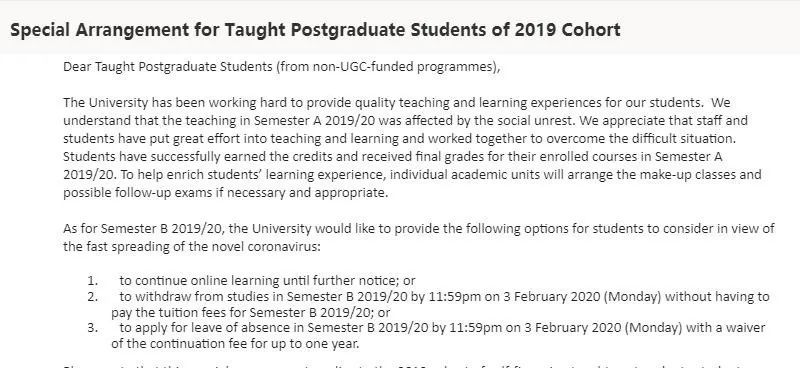 Special Arrangement for Taught Postgraduate Students of 2019 Cohort
Dear Taught Postgraduate Students (from non-UGC-funded programmes),
The University has been working hard to provide quality teaching and learning experiences for our students. We
understand that the teaching in Semester A 2019/20 was affected by the social unrest. We appreciate that staff and
students have put great effort into teaching and learning and worked together to overcome the difficult situation.
Students have successfully earned the credits and received final grades for their enrolled courses in Semester A
2019/20. To help enrich students' learning experience, individual academic units will arrange the make-up classes and
possible follow-up exams if necessary and appropriate.
As for Semester B 2019/20, the University would like to provide the following options for students to consider in view of
the fast spreading of the novel coronavirus:
1. to continue online learning until further notice; or
2. to withdraw from studies in Semester B 2019/20 by 11:59pm on 3 February 2020 (Monday) without having to
pay the tuition fees for Semester B 2019/20; or
3. to apply for leave of absence in Semester B 2019/20 by 11:59pm on 3 February 2020 (Monday) with a waiver
of the continuation fee for up to one year.